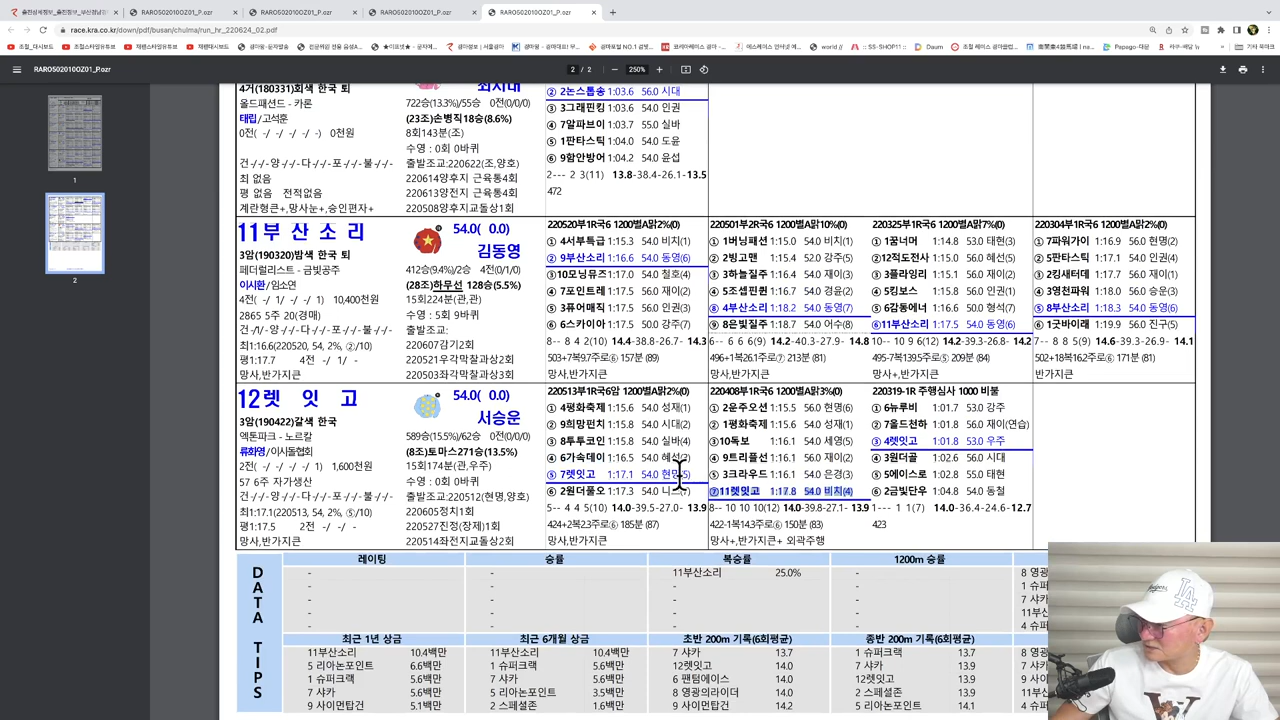 출전상세정보_출전정보_부산경남경
RARO502010OZ01_P.ozr
RARO502010OZ01_P.ozr
RARO502010OZ01_P.ozr
RARO502010OZ01_P.ozr
race.kra.co.kr/down/pdf/busan/chulma/run_hr_220624_02.pdf
RARO502010OZ01_P.ozr
2 / 2
250%
1
2
4거(180331)회색 한국 퇴
올드패션드 - 카론
태림/고석훈
0전( -/ -/ -/ -/ -) 0천원
722승(13.3%)/55승 0전(0/0/0)
(23조)손병직18승(8.6%)
8회143분(조)
수영 : 0회 0바퀴
건-/-/-양-/-/-다-/-/-포-/-/-불-/-/-
출발조교:220622(조,양호)
죄 없음
220614양후지 근육통4회
평 없음 전적없음
220613양전지 근육통4회
계란형큰+,망사눈+,승인편자+
220508양후지교돌상1회
② 2논스톱송 1:03.6 56.0 시대
③ 3그래핀킹 1:03.6 56.0 인권
④ 7알파브이 1:03.7 55.0 실바
⑤ 1판타스틱 1:04.0 54.0 도윤
⑥ 9함안방어 1:04.2 54.0 윤섭
2--- 2 3(11) 13.8-38.4-26.1-13.5
472
11부 산 소 리
54.0( 0.0)
김동영
3암(190320)밤색 한국 퇴
페더럴리스트 - 금빛공주
412승(9.4%)/2승 4전(0/1/0)
이시환/임소연
(28조)하무선 128승(5.5%)
4전( -/ 1/ -/ -/ -) 10,400천원
15회224분(관,관)
2865 5주 20(경매)
수영 : 5회 9바퀴
건-/1/-양-/-/-다-/-/-포-/-/-불-/-/-
출발조교:
최1:16.6(220520, 54, 2%, ②/10)
220607감기2회
평1:17.7 4전 -/ 1/ -
220521우각막찰과상2회
망사,반가지큰
220503좌각막찰과상3회
220520부1R국6 1200별A맑2%(0)
① 4서부특급 1:15.3 54.0 비치(1)
② 9부산소리 1:16.6 54.0 동영(6)
③10모닝뮤즈 1:17.0 54.0 철호(4)
④ 7포인트레 1:17.5 54.0 재이(2)
⑤ 3퓨어매직 1:17.5 54.0 인권(3)
⑥ 6스카이아 1:17.5 54.0 강주(7)
8-- 8 4 2(10) 14.4-38.9-27.0- 14.3
503+7복9.7주로⑥ 157분 (89)
망사,반가지큰
220501부2R국6 1200별A맑10%(0)
① 1버닝패션 1:15.0 54.0 비치(1)
② 2빙고맨 1:15.4 54.0 강주(5)
③ 3하늘질주 1:16.4 54.0 재이(3)
④ 5조셉핀퀸 1:16.7 54.0 경윤(2)
⑧ 4부산소리 1:18.2 54.0 동영(7)
⑨ 8은빛질주 1:18.7 54.0 어수(8)
6-- 6 6 6(9) 14.2-40.3-27.9- 14.8
496+1복26.1주로⑦ 213분 (81)
망사,반가지큰
220325부1R국6 1200별A맑7%(0)
① 1꿈너머 1:14.8 53.0 태현(3)
②12적도전사 1:15.0 56.0 혜선(5)
③ 1플라잉리 1:15.1 56.0 재이(4)
⑤ 5킹보스 1:15.8 56.0 인권(1)
⑤ 6감동에너 1:16.9 56.0 형석(7)
⑥11부산소리 1:17.5 54.0 동영(6)
10-- 10 9 6(12) 14.2-39.3-26.8- 14.2
495-7복139.5주로⑤ 209분 (84)
망사+,반가지큰
220304부1R국6 1200별A맑2%(0)
① 7파워가이 1:16.9 56.0 현명(2)
② 5판타스틱 1:17.1 54.0 인권(4)
③ 2킹새터데 1:17.7 54.0 재이(1)
④ 3영천파워 1:18.0 54.0 승운(3)
⑤ 8부산소리 1:18.3 54.0 동영(6)
⑥ 1굿바이래 1:19.9 56.0 진구(5)
7-- 8 8 5(9) 14.6-39.3-26.9- 14.1
502+18복16.2주로⑥ 171분 (81)
망사,반가지큰
12렛 잇 고
54.0( 0.0)
서승운
3암(190422)갈색 한국
엑톤파크 - 노르칼
589승(15.5%)/62승 0전(0/0/0)
류희영/이시돌협회
(8조)토마스271승(13.5%)
2전( -/ -/ -/ -/ -) 1,600천원
15회174분(관,우주)
57 6주 자가생산
수영 : 0회 0바퀴
건-/-/-양-/-/-다-/-/-포-/-/-불-/-/-
출발조교:220512(현명,양호)
최1:17.1(220513, 54, 2%, ⑤/10)
220605정치1회
평1:17.5 2전 -/ -/ -
220527진정(장제)1회
망사,반가지큰
220514좌전지교돌상2회
220513부1R국6암 1200별A맑2%(0)
① 4평화축제 1:15.6 54.0 성재(1)
② 9희망펀치 1:15.8 54.0 시대(2)
③ 8투투코인 1:15.8 54.0 실바(4)
④ 6가속데이 1:16.5 54.0 혜선(2)
⑤ 7렛잇고 1:17.1 54.0 현명(5)
⑥ 2원더풀오 1:17.3 54.0
5-- 4 4 5(10) 14.4-39.5-27.0- 13.9
424+2복2.3주로⑥ 185분 (87)
망사,반가지큰
220408부1R국6 1200별A맑3%(0)
① 2운주오선 1:15.5 54.0 현명(6)
② 1평화축제 1:15.6 54.0 성재(1)
③10독보 1:16.1 54.0 세영(5)
④ 9트리플선 1:16.1 54.0 재이(2)
⑤ 3크라우드 1:16.1 54.0 은경(3)
⑦11렛잇고 1:17.8 54.0 비치(4)
8-- 10 10 10(12) 14.0-39.8-27.1- 13.9
422-1복14.3주로⑥ 150분 (83)
망사+,반가지큰+ 외곽주행
220319-1R 주행심사 1000 비불
① 6뉴루비 1:01.7 53.0 강주
② 7올드천하 1:01.8 54.0 재이(연습)
③ 4렛잇고 1:01.8 53.0 우주
④ 3원더골 1:02.6 54.0 시대
⑤ 5에이스로 1:02.8 55.0 태현
⑥ 2금빛단우 1:04.8 54.0 동철
1--- 1 1(7) 14.0-36.4-24.6-12.7
423
DATA TIPS
레이팅 승률 복승률 1200m 승률
11부산소리 25.0%
8 영광
1 슈퍼
7 샤카
11부산
4 슈퍼
최근 1년 상금 최근 6개월 상금 초반 200m 기록(6회평균) 종반 200m 기록(6회평균)
11부산소리 10.4백만 11부산소리 10.4백만 7 샤카 13.7 1 슈퍼크랙 13.7
5 리아논포인트 6.6백만 1 슈퍼크랙 5.6백만 12렛잇고 14.0 7 샤카 13.9
1 슈퍼크랙 5.6백만 7 샤카 5.6백만 6 팬텀에이스 14.0 12렛잇고 13.9
7 샤카 5.6백만 5 리아논포인트 3.5백만 8 영광의라이더 14.0 2 스페셜존 13.9
9 사이먼탑건 5.1백만 2 스페셜존 1.6백만 9 사이먼탑건 14.2 5 리아논포인트 14.1